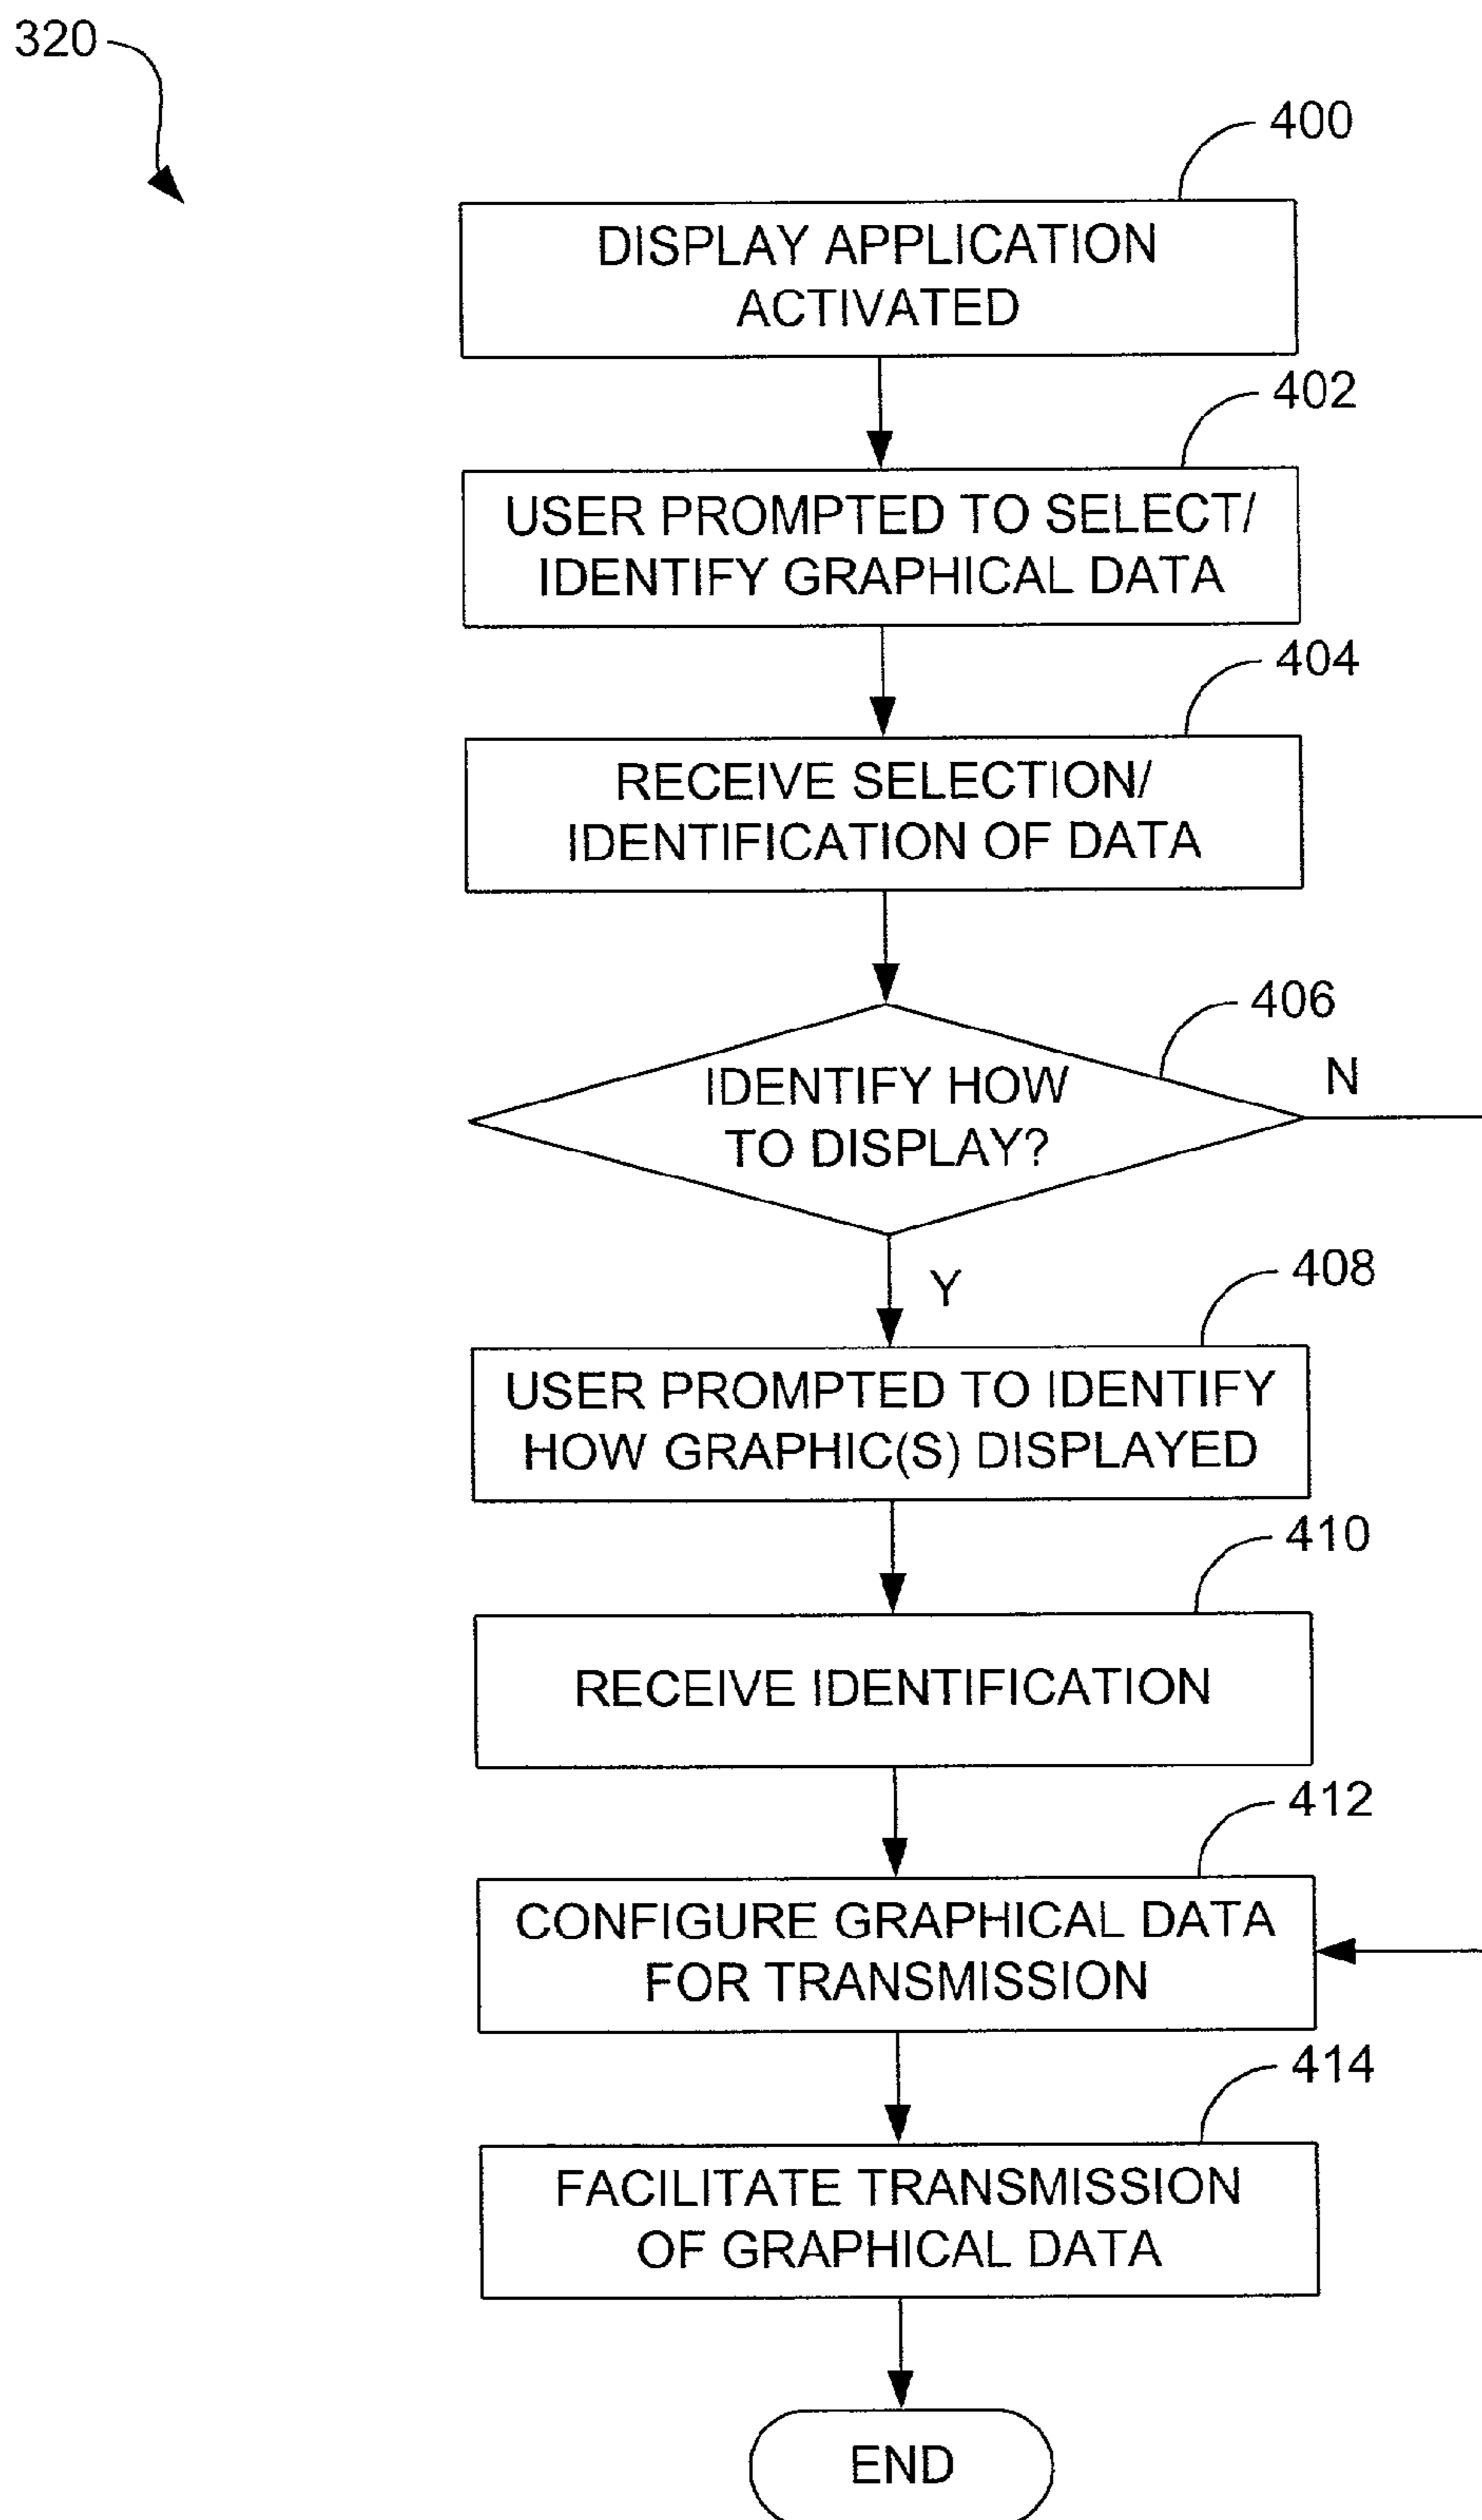 320
400
DISPLAY APPLICATION
ACTIVATED
402
USER PROMPTED TO SELECT/
IDENTIFY GRAPHICAL DATA
404
RECEIVE SELECTION/
IDENTIFICATION OF DATA
406
N
IDENTIFY HOW
TO DISPLAY?
Y
408
USER PROMPTED TO IDENTIFY
HOW GRAPHIC(S) DISPLAYED
410
RECEIVE IDENTIFICATION
412
CONFIGURE GRAPHICAL DATA
FOR TRANSMISSION
414
FACILITATE TRANSMISSION
OF GRAPHICAL DATA
END